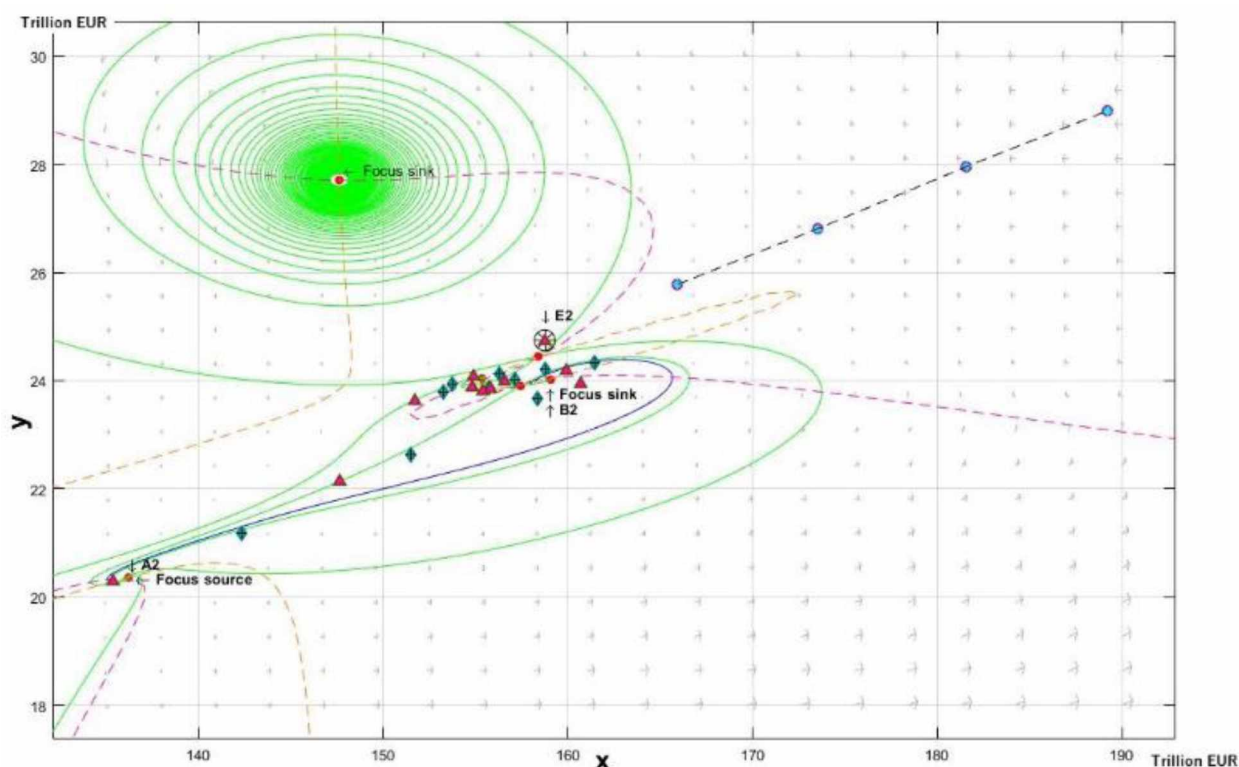 Trillion EUR
30
28
26
24
22
20
18
y
← Focus sink
↓ E2
↑ Focus sink
↑ B2
↓ A2
← Focus source
140
150
160
170
180
190
x
Trillion EUR